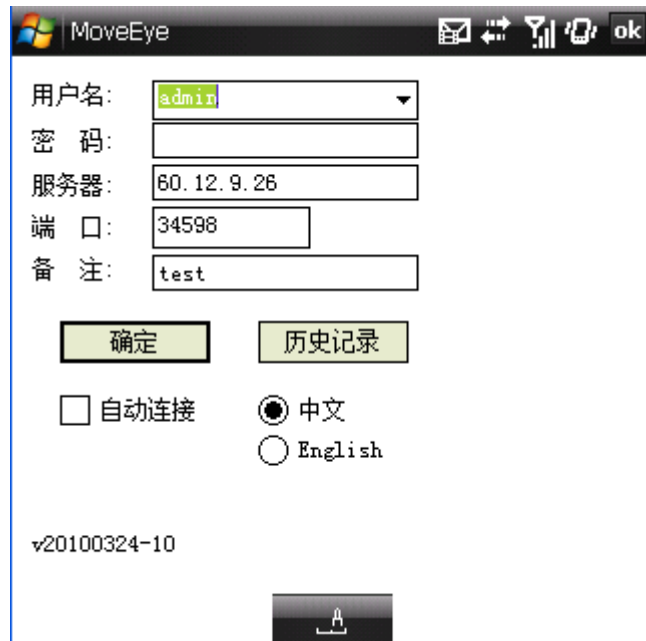 MoveEye ok
用户名: admin
密 码:
服务器: 60.12.9.26
端 口: 34598
备 注: test
确定 历史记录
自动连接 中文
English
v20100324-10
A